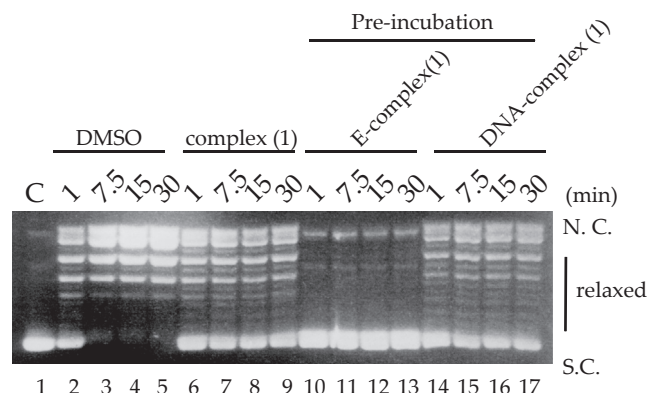 Pre-incubation
E-complex(1)
DNA-complex (1)
DMSO
complex (1)
C 1 7.5 15 30 1 7.5 15 30 1 7.5 15 30 1 7.5 15 30 (min)
N. C.
relaxed
S.C.
1 2 3 4 5 6 7 8 9 10 11 12 13 14 15 16 17